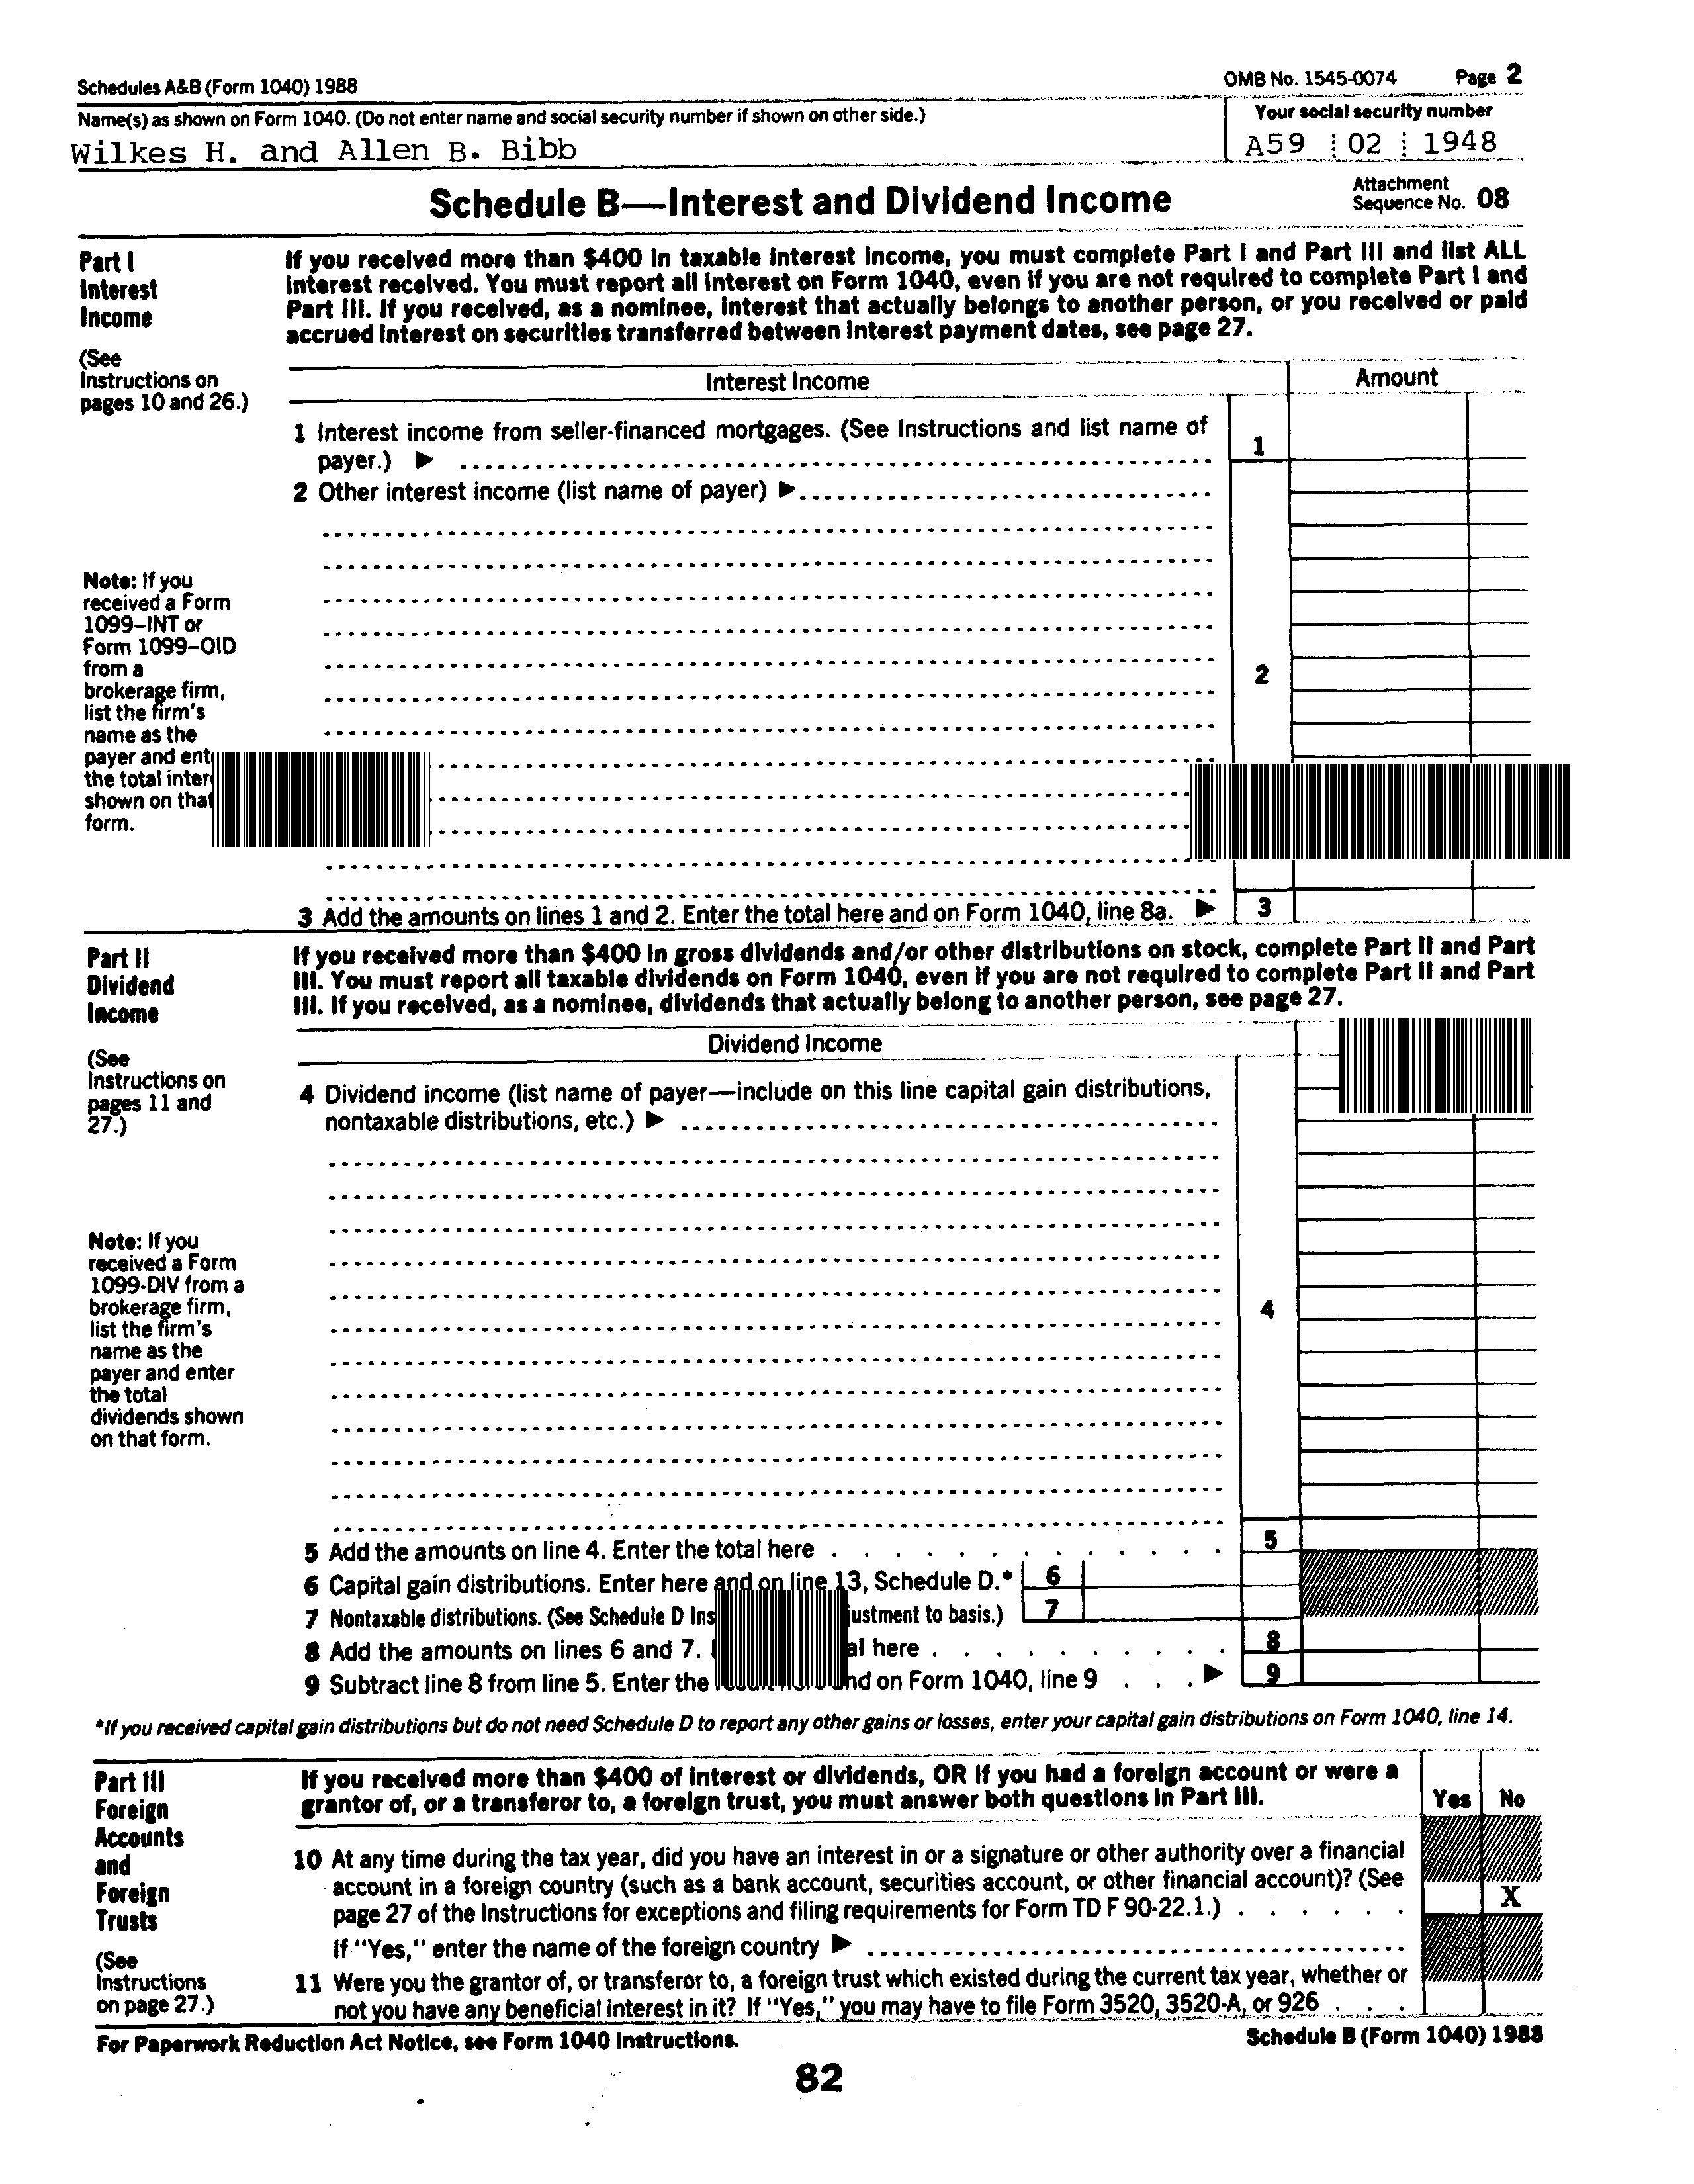 Schedules A&B (Form 1040) 1988 OMB No. 1545-0074 Page 2
Name(s) as shown on Form 1040. (Do not enter name and social security number if shown on other side.) Your social security number
Wilkes H. and Allen B. Bibb A59 02 1948
Schedule B—Interest and Dividend Income
Attachment
Sequence No. 08
Part I
Interest
Income
(See
Instructions on
pages 10 and 26.)
If you received more than $400 in taxable interest income, you must complete Part I and Part III and list ALL
interest received. You must report all interest on Form 1040, even if you are not required to complete Part I and
Part III. If you received, as a nominee, interest that actually belongs to another person, or you received or paid
accrued interest on securities transferred between interest payment dates, see page 27.
Interest Income Amount
1 Interest income from seller-financed mortgages. (See Instructions and list name of
payer.) ▶ 1
2 Other interest income (list name of payer) ▶
Note: If you
received a Form
1099–INT or
Form 1099–OID
from a
brokerage firm,
list the firm's
name as the
payer and
the total
shown on that
form.
2
3 Add the amounts on lines 1 and 2. Enter the total here and on Form 1040, line 8a. ▶ 3
Part II
Dividend
Income
(See
Instructions on
pages 11 and
27.)
If you received more than $400 in gross dividends and/or other distributions on stock, complete Part II and Part
III. You must report all taxable dividends on Form 1040, even if you are not required to complete Part II and Part
III. If you received, as a nominee, dividends that actually belong to another person, see page 27.
Dividend Income
4 Dividend income (list name of payer—include on this line capital gain distributions,
nontaxable distributions, etc.) ▶
Note: If you
received a Form
1099-DIV from a
brokerage firm,
list the firm's
name as the
payer and enter
the total
dividends shown
on that form.
4
5 Add the amounts on line 4. Enter the total here . . . . . . . . . . . . 5
6 Capital gain distributions. Enter here and on line 13, Schedule D.* 6
7 Nontaxable distributions. (See Schedule D to basis.) 7
8 Add the amounts on lines 6 and 7. here . . . . . . . . . . 8
9 Subtract line 8 from line 5. Enter the on Form 1040, line 9 . . . ▶ 9
*If you received capital gain distributions but do not need Schedule D to report any other gains or losses, enter your capital gain distributions on Form 1040, line 14.
Part III
Foreign
Accounts
and
Foreign
Trusts
(See
Instructions
on page 27.)
If you received more than $400 of interest or dividends, OR if you had a foreign account or were a
grantor of, or a transferor to, a foreign trust, you must answer both questions in Part III. Yes No
10 At any time during the tax year, did you have an interest in or a signature or other authority over a financial
account in a foreign country (such as a bank account, securities account, or other financial account)? (See
page 27 of the Instructions for exceptions and filing requirements for Form TD F 90-22.1.) . . . . . . X
If "Yes," enter the name of the foreign country ▶
11 Were you the grantor of, or transferor to, a foreign trust which existed during the current tax year, whether or
not you have any beneficial interest in it? If "Yes," you may have to file Form 3520, 3520-A, or 926 . . .
For Paperwork Reduction Act Notice, see Form 1040 Instructions. Schedule B (Form 1040) 1988
82